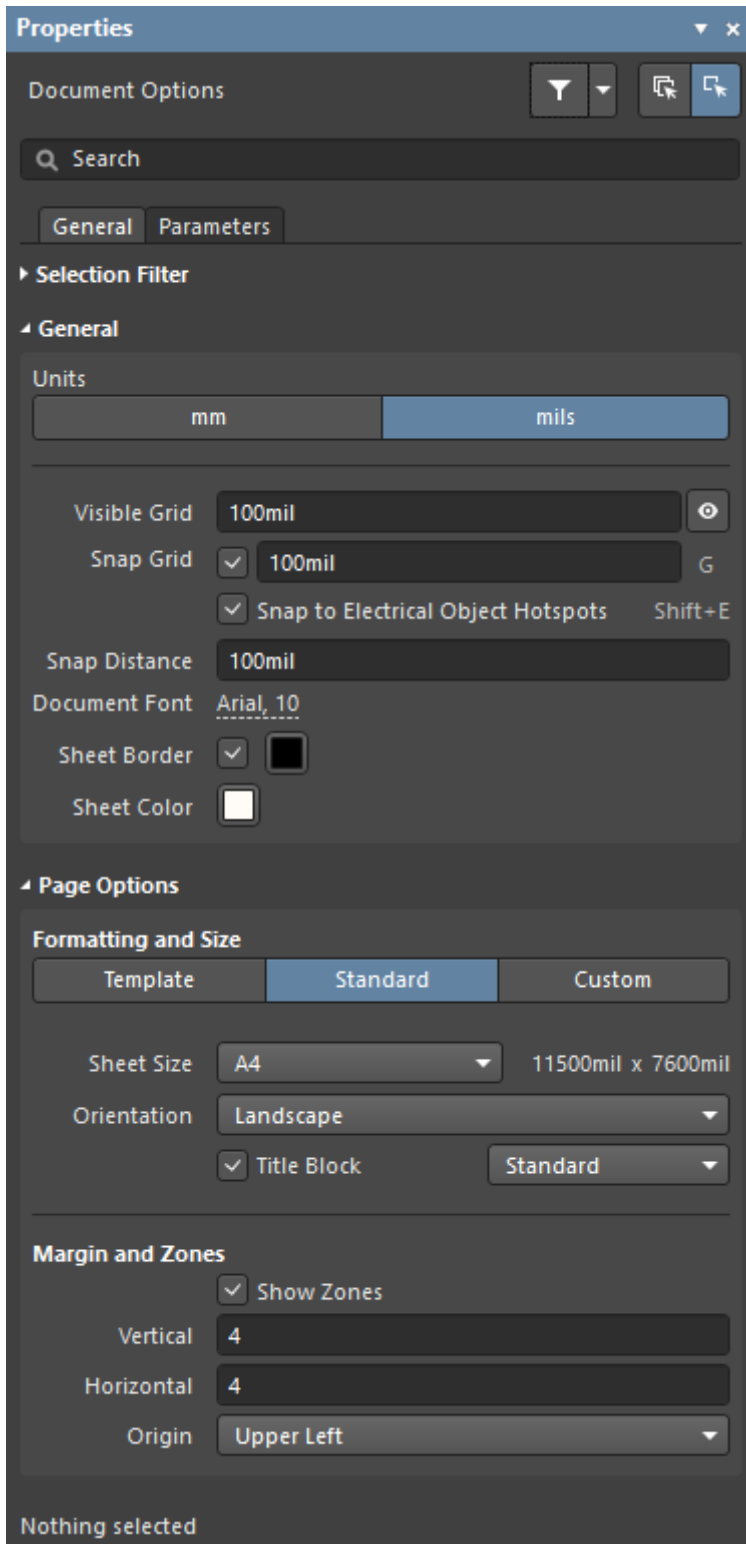 Properties
Document Options
Search
General Parameters
Selection Filter
General
Units
mm mils
Visible Grid 100mil
Snap Grid 100mil G
Snap to Electrical Object Hotspots Shift+E
Snap Distance 100mil
Document Font Arial, 10
Sheet Border
Sheet Color
Page Options
Formatting and Size
Template Standard Custom
Sheet Size A4 11500mil x 7600mil
Orientation Landscape
Title Block Standard
Margin and Zones
Show Zones
Vertical 4
Horizontal 4
Origin Upper Left
Nothing selected